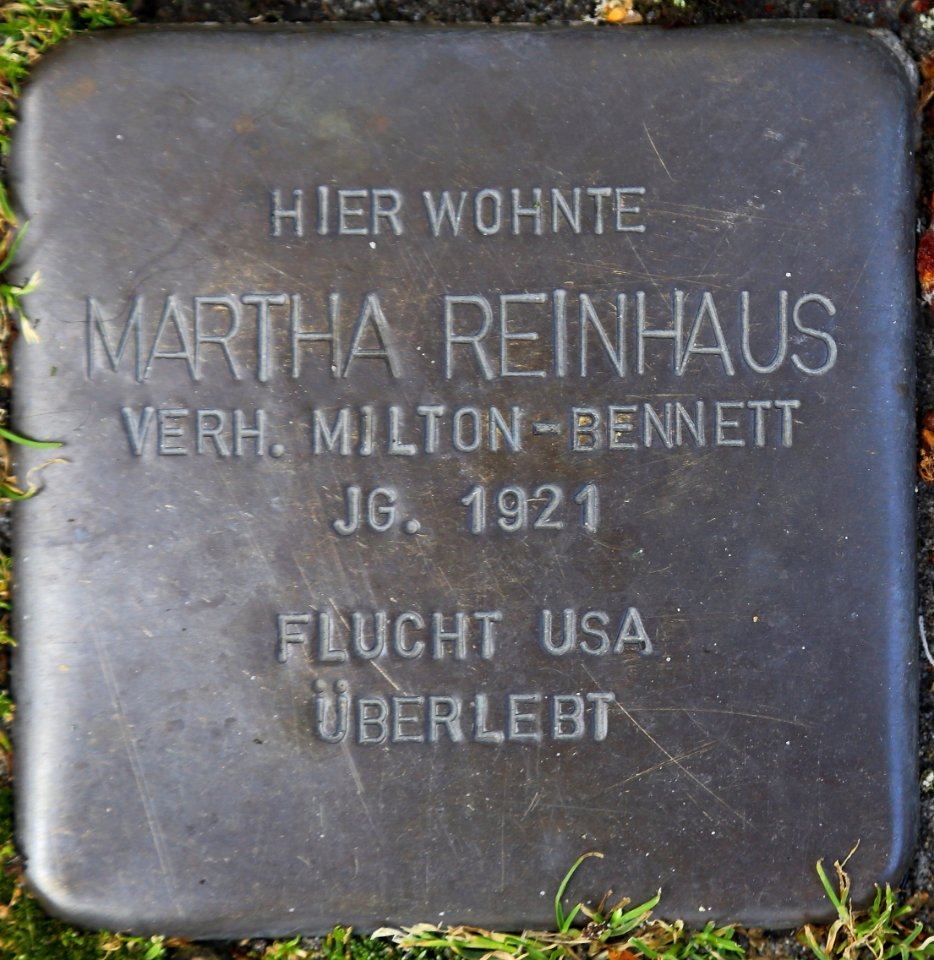 HIER WOHNTE
MARTHA REINHAUS
VERH. MILTON-BENNETT
JG. 1921
FLUCHT USA
ÜBERLEBT